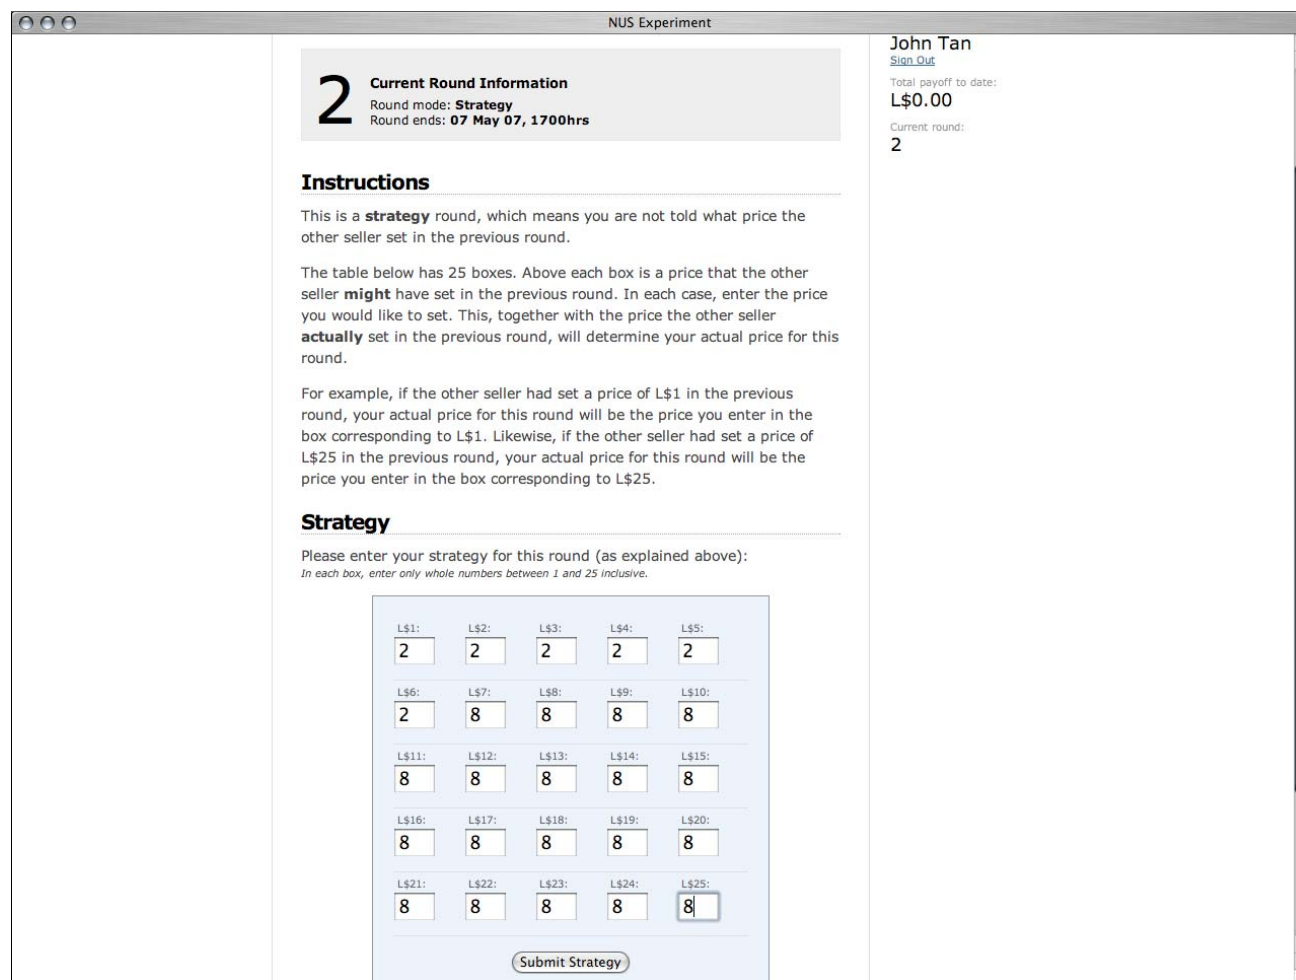 NUS Experiment
John Tan
Sign Out
Total payoff to date:
L$0.00
Current round:
2
2
Current Round Information
Round mode: Strategy
Round ends: 07 May 07, 1700hrs
Instructions
This is a strategy round, which means you are not told what price the
other seller set in the previous round.
The table below has 25 boxes. Above each box is a price that the other
seller might have set in the previous round. In each case, enter the price
you would like to set. This, together with the price the other seller
actually set in the previous round, will determine your actual price for this
round.
For example, if the other seller had set a price of L$1 in the previous
round, your actual price for this round will be the price you enter in the
box corresponding to L$1. Likewise, if the other seller had set a price of
L$25 in the previous round, your actual price for this round will be the
price you enter in the box corresponding to L$25.
Strategy
Please enter your strategy for this round (as explained above):
In each box, enter only whole numbers between 1 and 25 inclusive.
L$1: L$2: L$3: L$4: L$5:
2 2 2 2 2
L$6: L$7: L$8: L$9: L$10:
2 8 8 8 8
L$11: L$12: L$13: L$14: L$15:
8 8 8 8 8
L$16: L$17: L$18: L$19: L$20:
8 8 8 8 8
L$21: L$22: L$23: L$24: L$25:
8 8 8 8 8
Submit Strategy